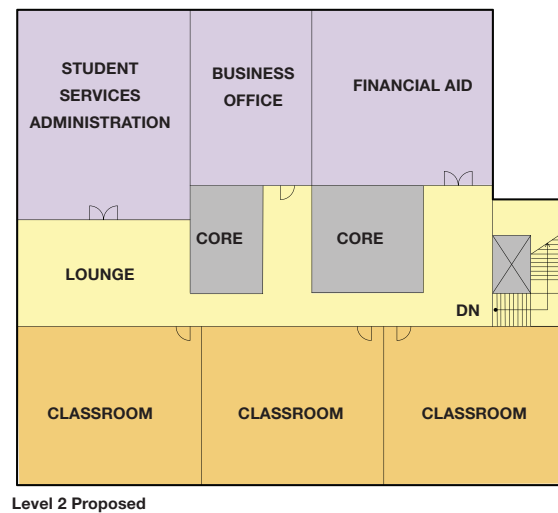 STUDENT
SERVICES
ADMINISTRATION
BUSINESS
OFFICE
FINANCIAL AID
CORE
CORE
LOUNGE
DN
CLASSROOM
CLASSROOM
CLASSROOM
Level 2 Proposed